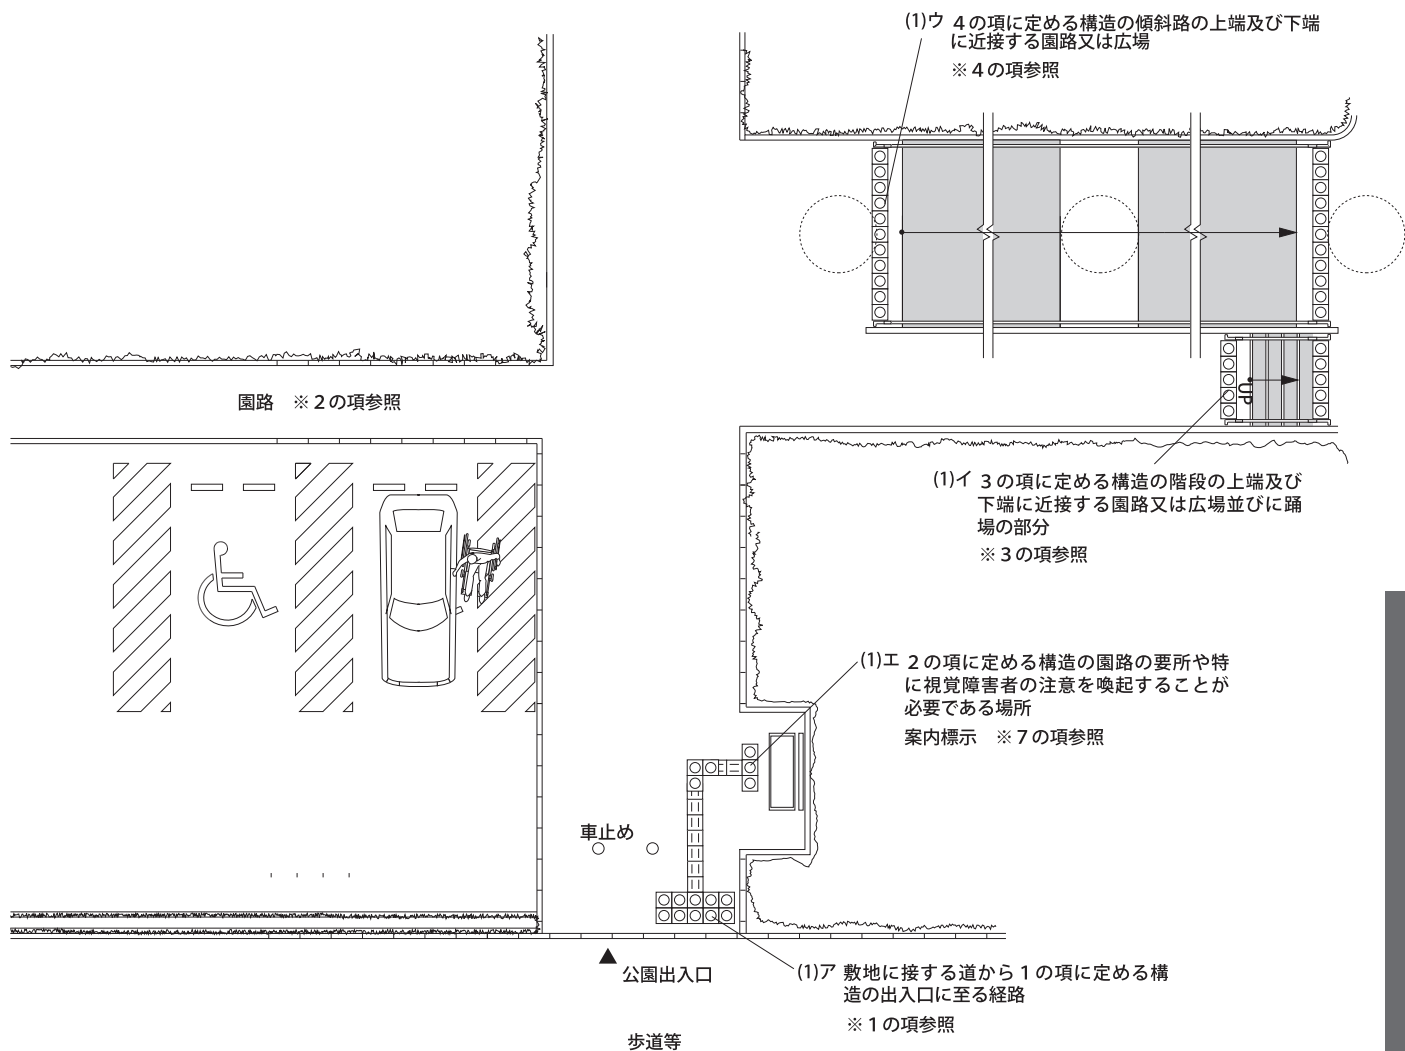 (1)ウ 4の項に定める構造の傾斜路の上端及び下端
に近接する園路又は広場
※4の項参照
園路 ※2の項参照
UP
(1)イ 3の項に定める構造の階段の上端及び
下端に近接する園路又は広場並びに踊
場の部分
※3の項参照
(1)エ 2の項に定める構造の園路の要所や特
に視覚障害者の注意を喚起することが
必要である場所
案内標示 ※7の項参照
車止め
公園出入口
(1)ア 敷地に接する道から1の項に定める構
造の出入口に至る経路
※1の項参照
歩道等